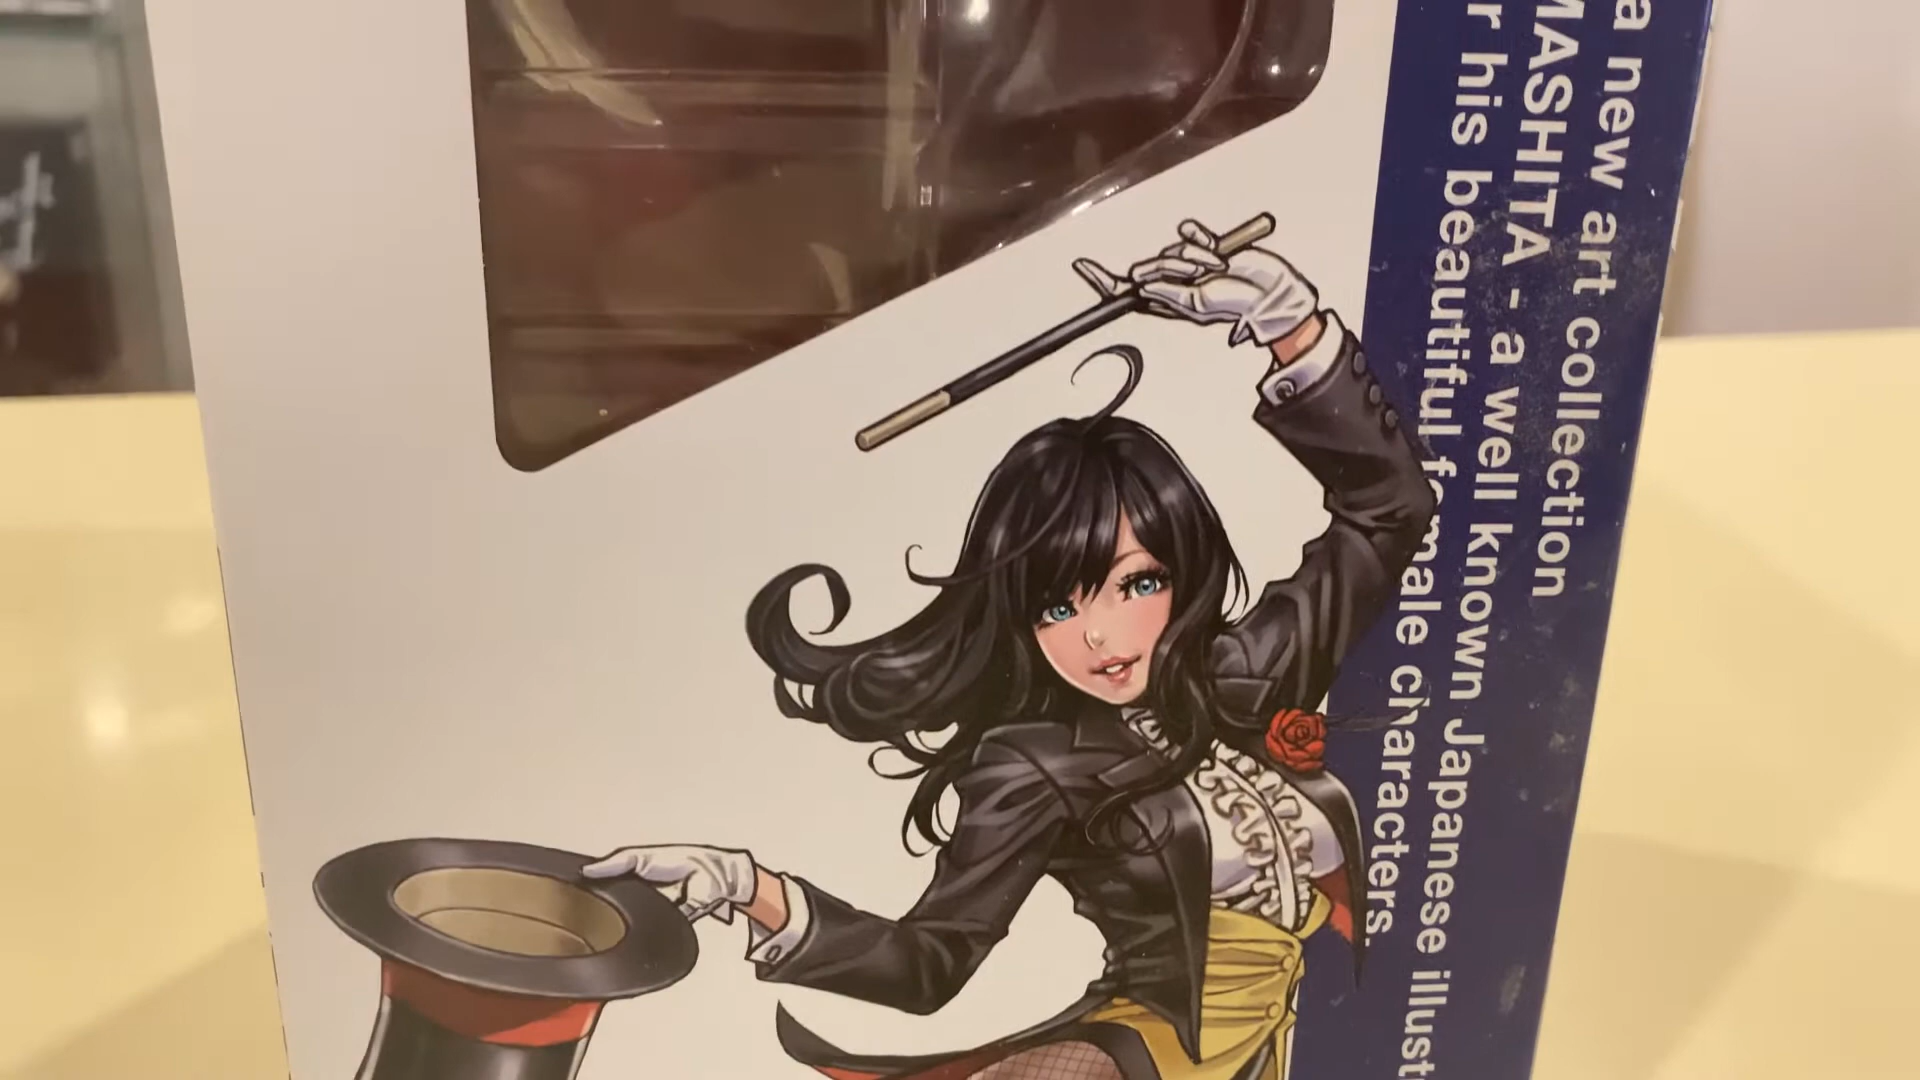 a new art collection
MASHITA - a well known Japanese illust
r his beautiful female characters.